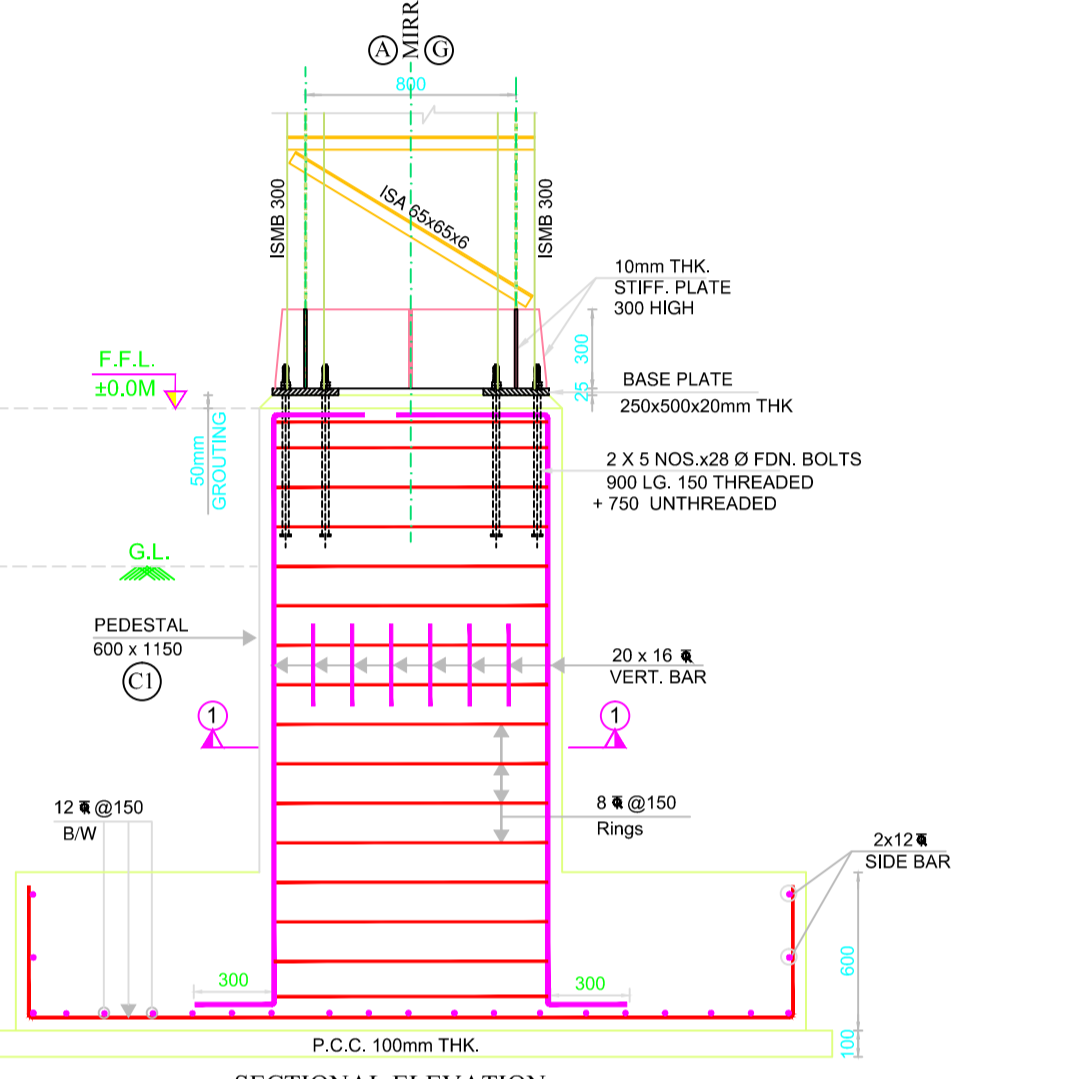 MIRR
A G
800
ISMB 300
ISA 65x65x6
ISMB 300
10mm THK.
STIFF. PLATE
300 HIGH
300
25
F.F.L.
±0.0M
BASE PLATE
250x500x20mm THK
50mm
GROUTING
2 X 5 NOS.x28 Ø FDN. BOLTS
900 LG. 150 THREADED
+ 750 UNTHREADED
G.L.
PEDESTAL
600 x 1150
C1
20 x 16
VERT. BAR
1
1
12 @150
B/W
8 @150
Rings
2x12
SIDE BAR
300
300
600
100
P.C.C. 100mm THK.
SECTIONAL ELEVATION